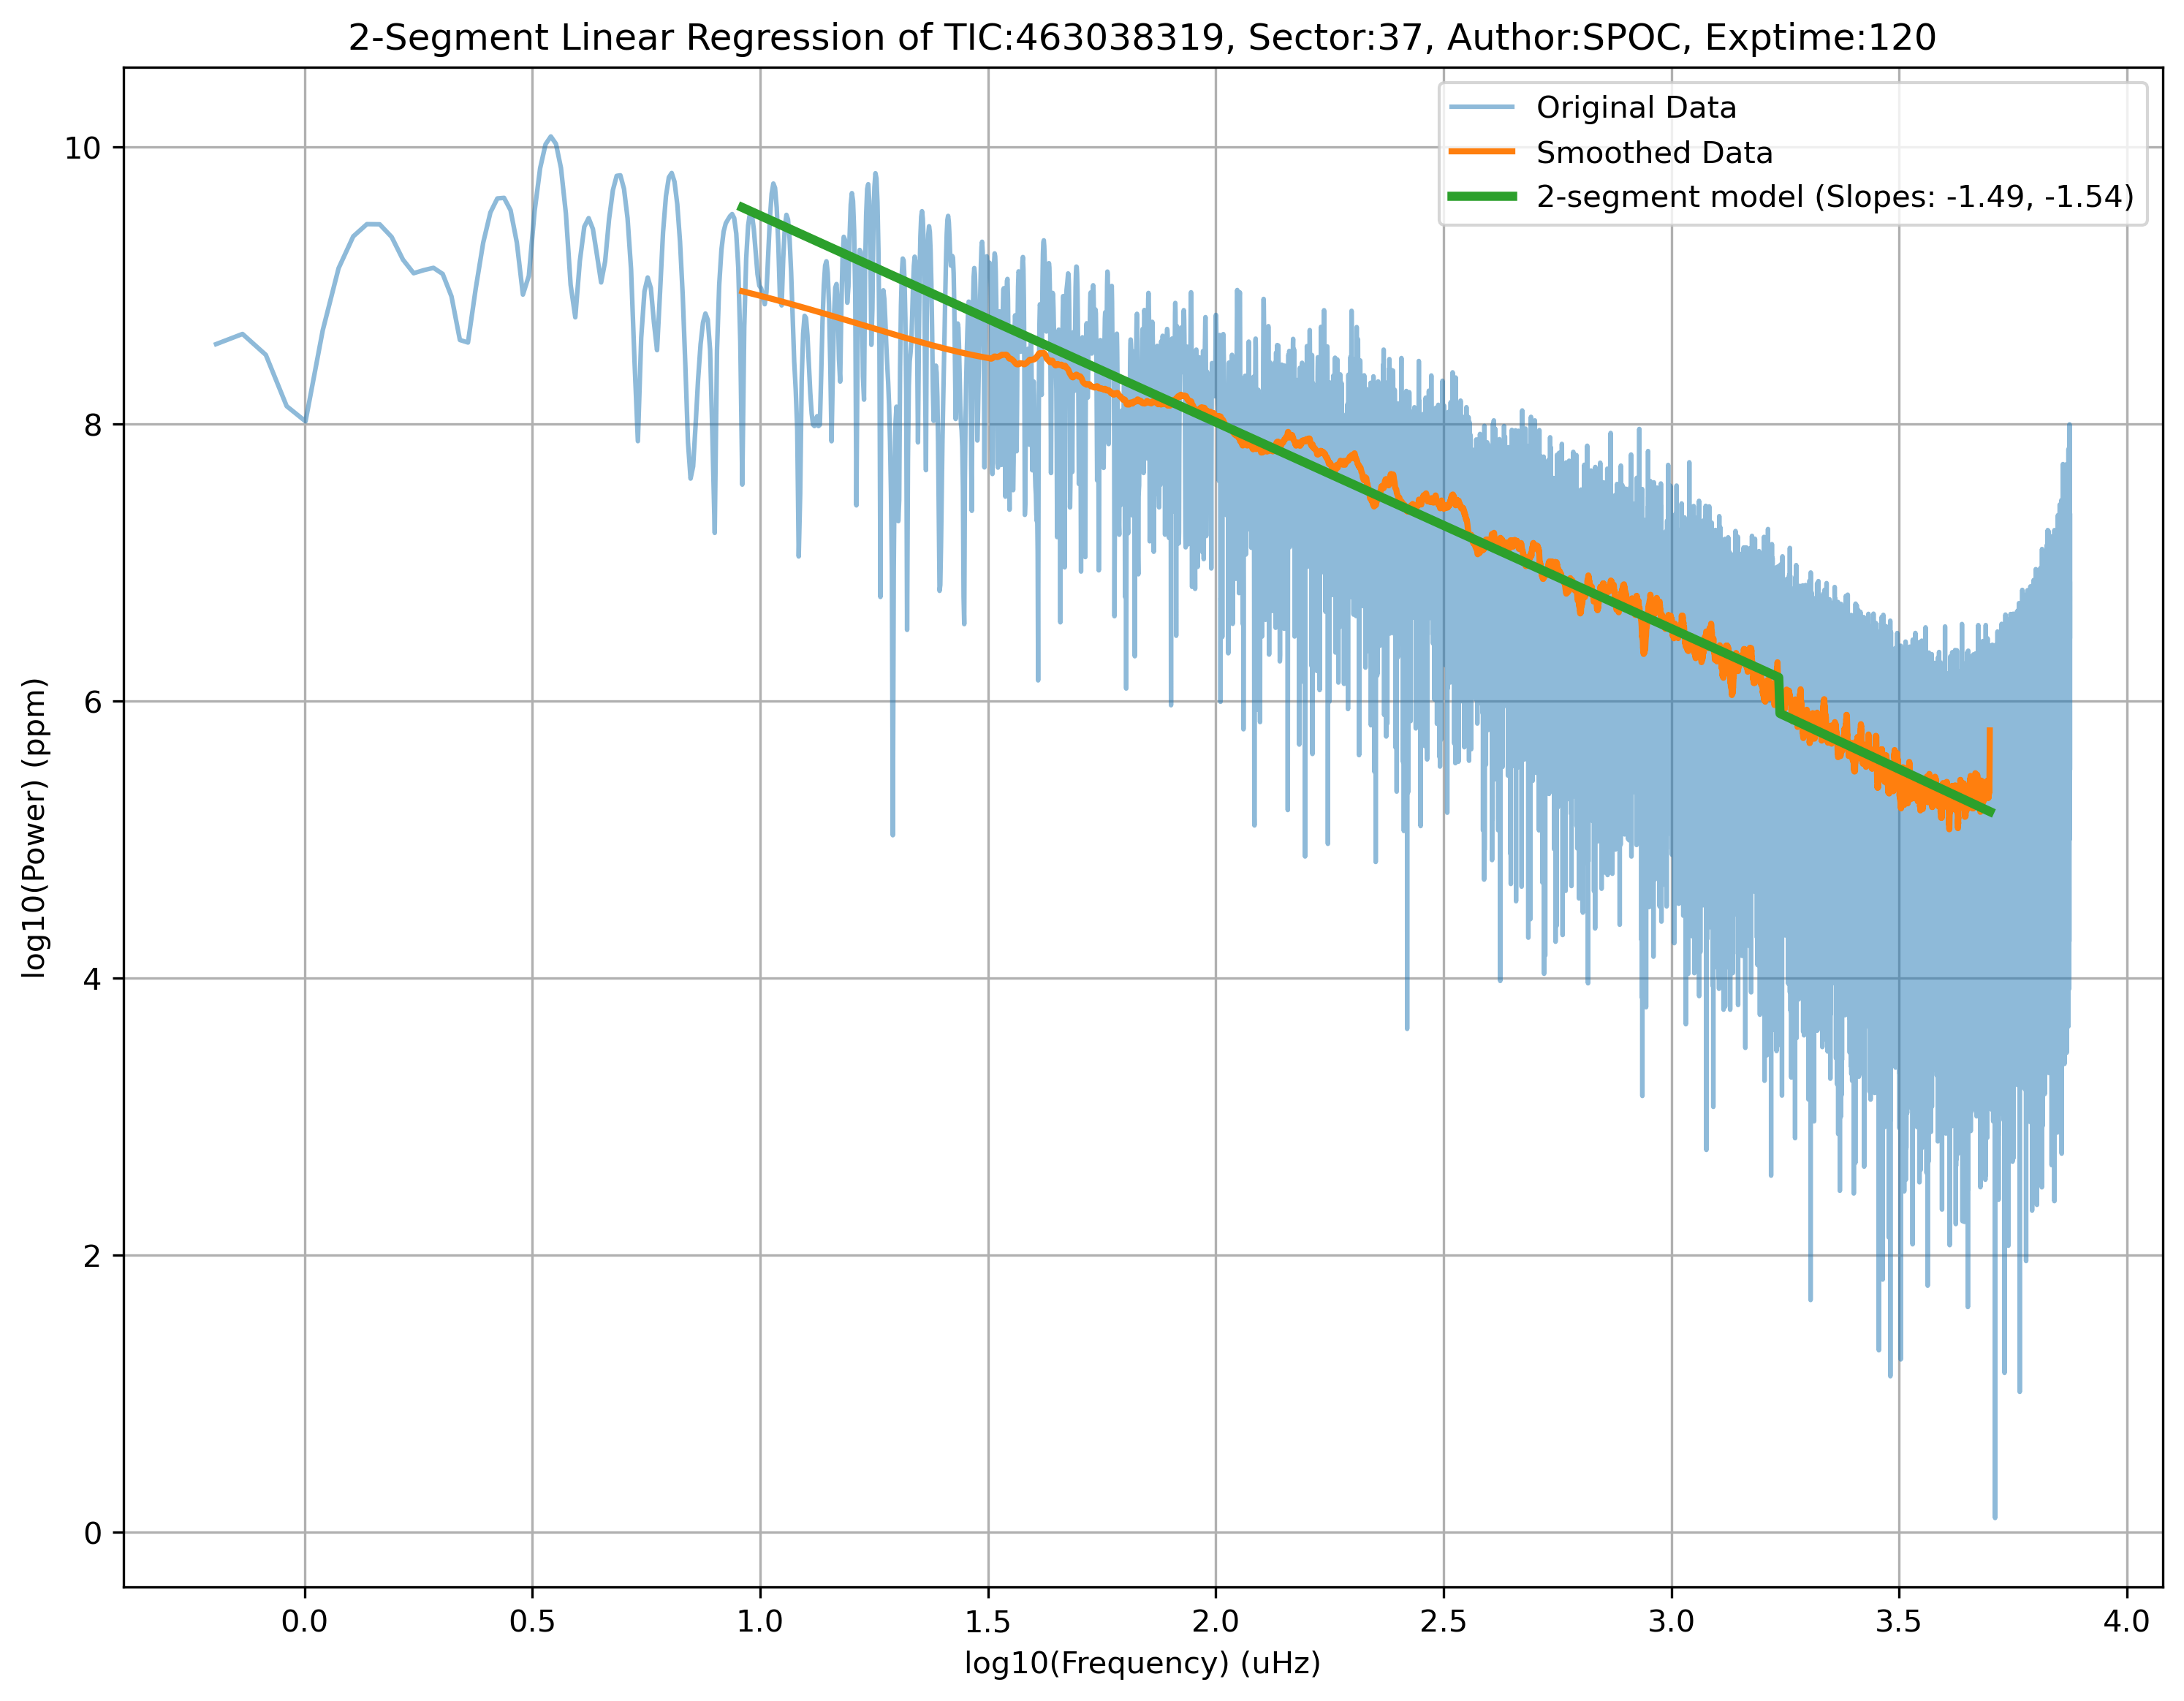 2-Segment Linear Regression of TIC:463038319, Sector:37, Author:SPOC, Exptime:120
Original Data
Smoothed Data
2-segment model (Slopes: -1.49, -1.54)
log10(Power) (ppm)
10
8
6
4
2
0
0.0 0.5 1.0 1.5 2.0 2.5 3.0 3.5 4.0
log10(Frequency) (uHz)